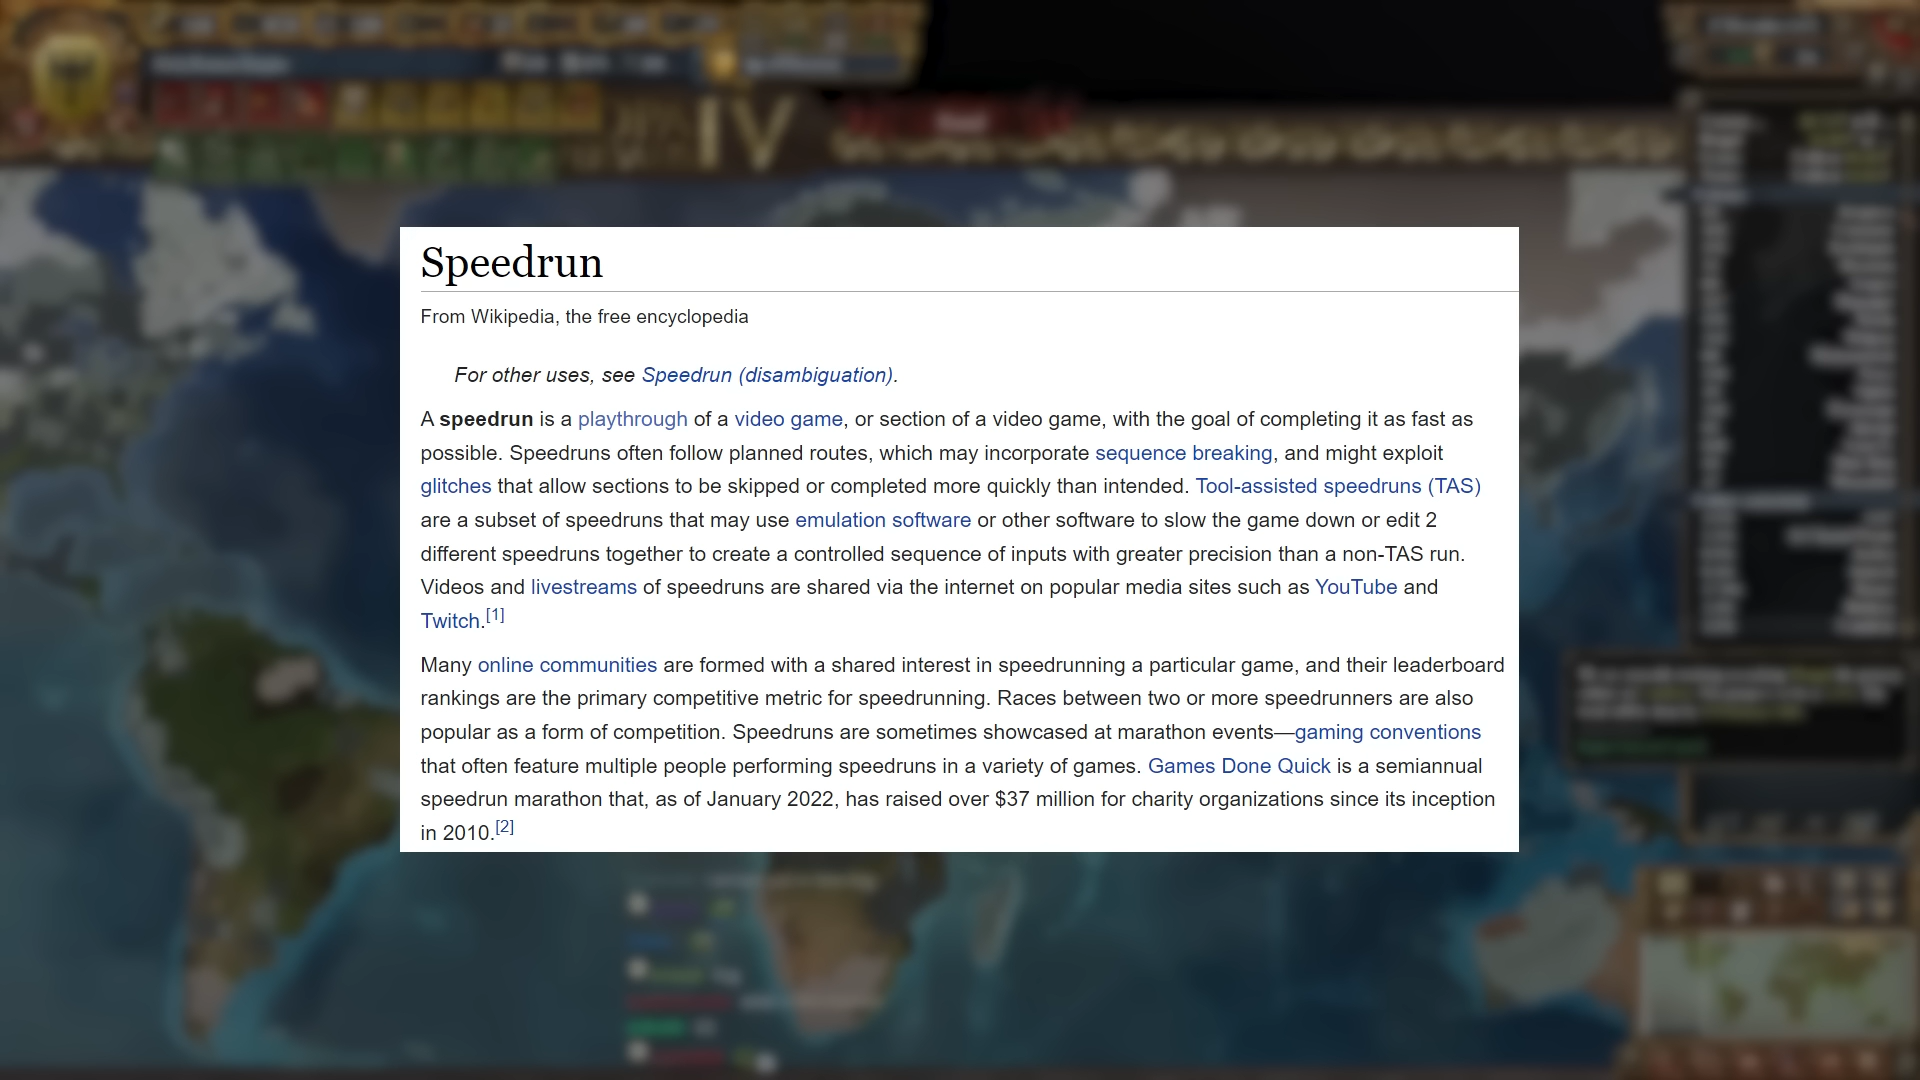 IV
Speedrun
From Wikipedia, the free encyclopedia
For other uses, see Speedrun (disambiguation).
A speedrun is a playthrough of a video game, or section of a video game, with the goal of completing it as fast as
possible. Speedruns often follow planned routes, which may incorporate sequence breaking, and might exploit
glitches that allow sections to be skipped or completed more quickly than intended. Tool-assisted speedruns (TAS)
are a subset of speedruns that may use emulation software or other software to slow the game down or edit 2
different speedruns together to create a controlled sequence of inputs with greater precision than a non-TAS run.
Videos and livestreams of speedruns are shared via the internet on popular media sites such as YouTube and
Twitch.[1]
Many online communities are formed with a shared interest in speedrunning a particular game, and their leaderboard
rankings are the primary competitive metric for speedrunning. Races between two or more speedrunners are also
popular as a form of competition. Speedruns are sometimes showcased at marathon events—gaming conventions
that often feature multiple people performing speedruns in a variety of games. Games Done Quick is a semiannual
speedrun marathon that, as of January 2022, has raised over $37 million for charity organizations since its inception
in 2010.[2]